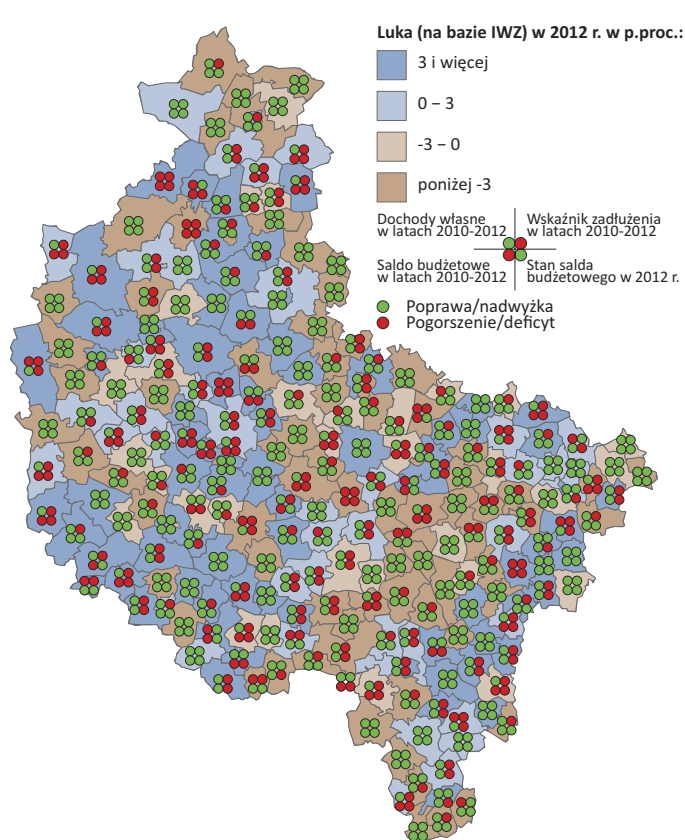 Luka (na bazie IWZ) w 2012 r. w p.proc.:
3 i więcej
0 – 3
-3 – 0
poniżej -3
Dochody własne
w latach 2010-2012
Wskaźnik zadłużenia
w latach 2010-2012
Saldo budżetowe
w latach 2010-2012
Stan salda
budżetowego w 2012 r.
Poprawa/nadwyżka
Pogorszenie/deficyt